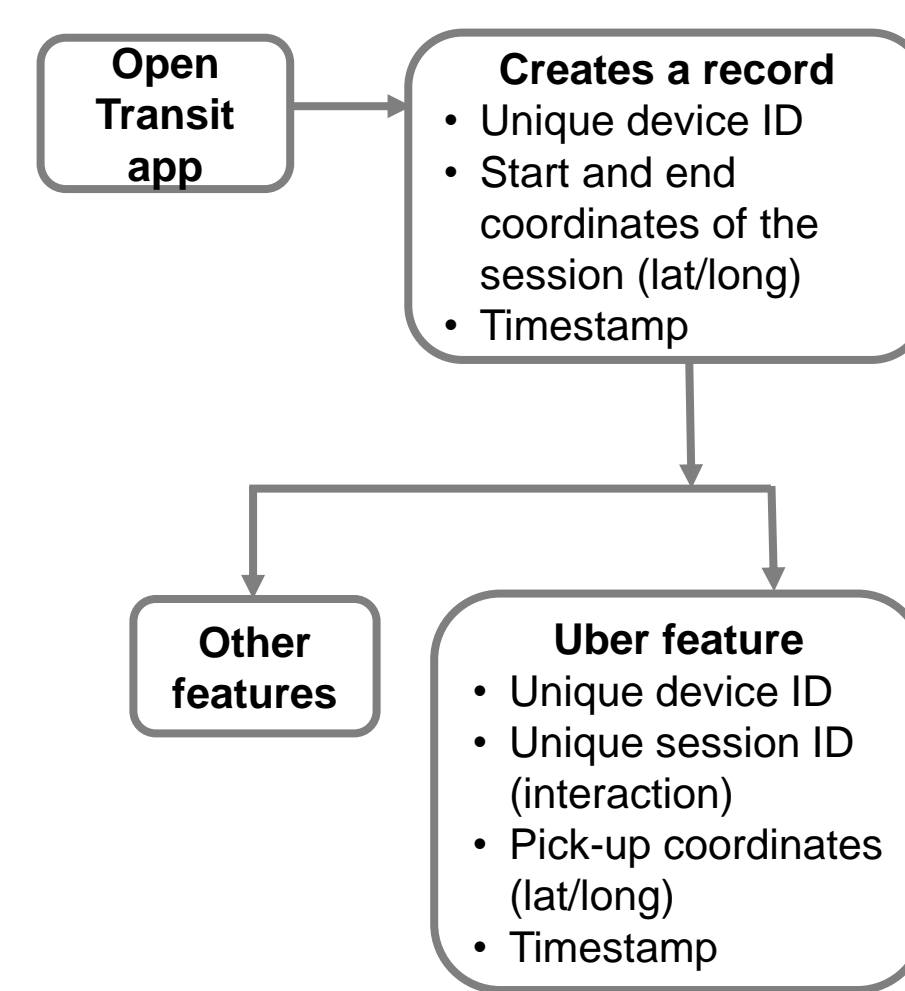 Open
Transit
app
Creates a record
• Unique device ID
• Start and end
coordinates of the
session (lat/long)
• Timestamp
Other
features
Uber feature
• Unique device ID
• Unique session ID
(interaction)
• Pick-up coordinates
(lat/long)
• Timestamp